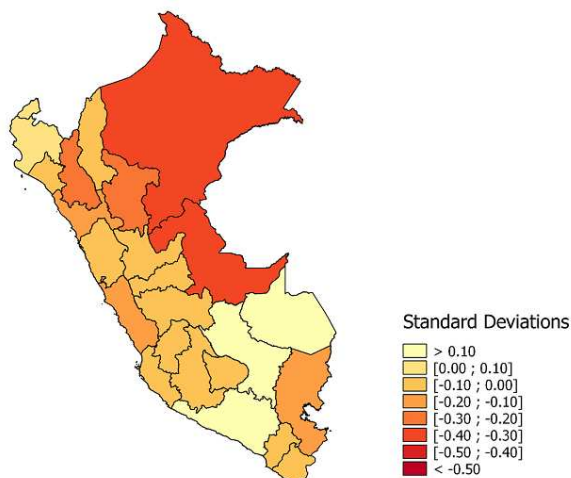 Standard Deviations
> 0.10
[0.00 ; 0.10]
[-0.10 ; 0.00]
[-0.20 ; -0.10]
[-0.30 ; -0.20]
[-0.40 ; -0.30]
[-0.50 ; -0.40]
< -0.50